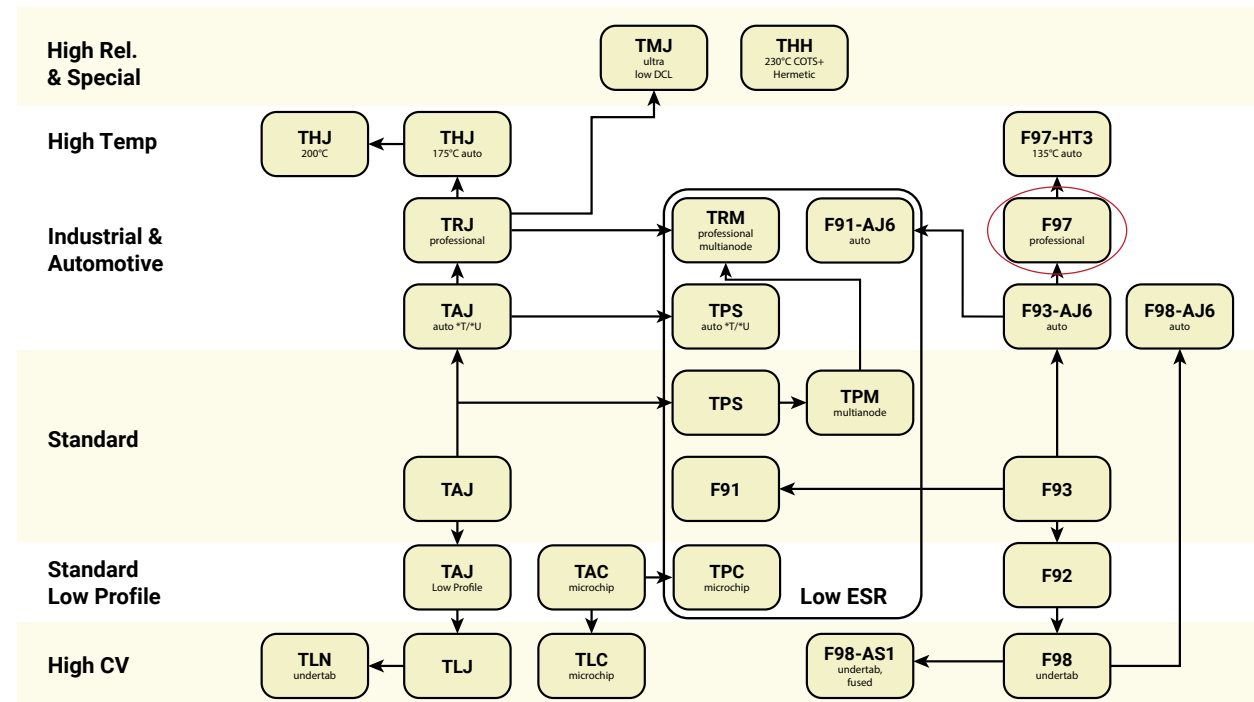 High Rel.
& Special
TMJ
ultra
low DCL
THH
230°C COTS+
Hermetic
High Temp
THJ
200°C
THJ
175°C auto
F97-HT3
135°C auto
Industrial &
Automotive
TRJ
professional
TRM
professional
multianode
F91-AJ6
auto
F97
professional
TAJ
auto *T/*U
TPS
auto *T/*U
F93-AJ6
auto
F98-AJ6
auto
Standard
TPS
TPM
multianode
TAJ
F91
F93
Standard
Low Profile
TAJ
Low Profile
TAC
microchip
TPC
microchip
Low ESR
F92
High CV
TLN
undertab
TLJ
TLC
microchip
F98-AS1
undertab,
fused
F98
undertab